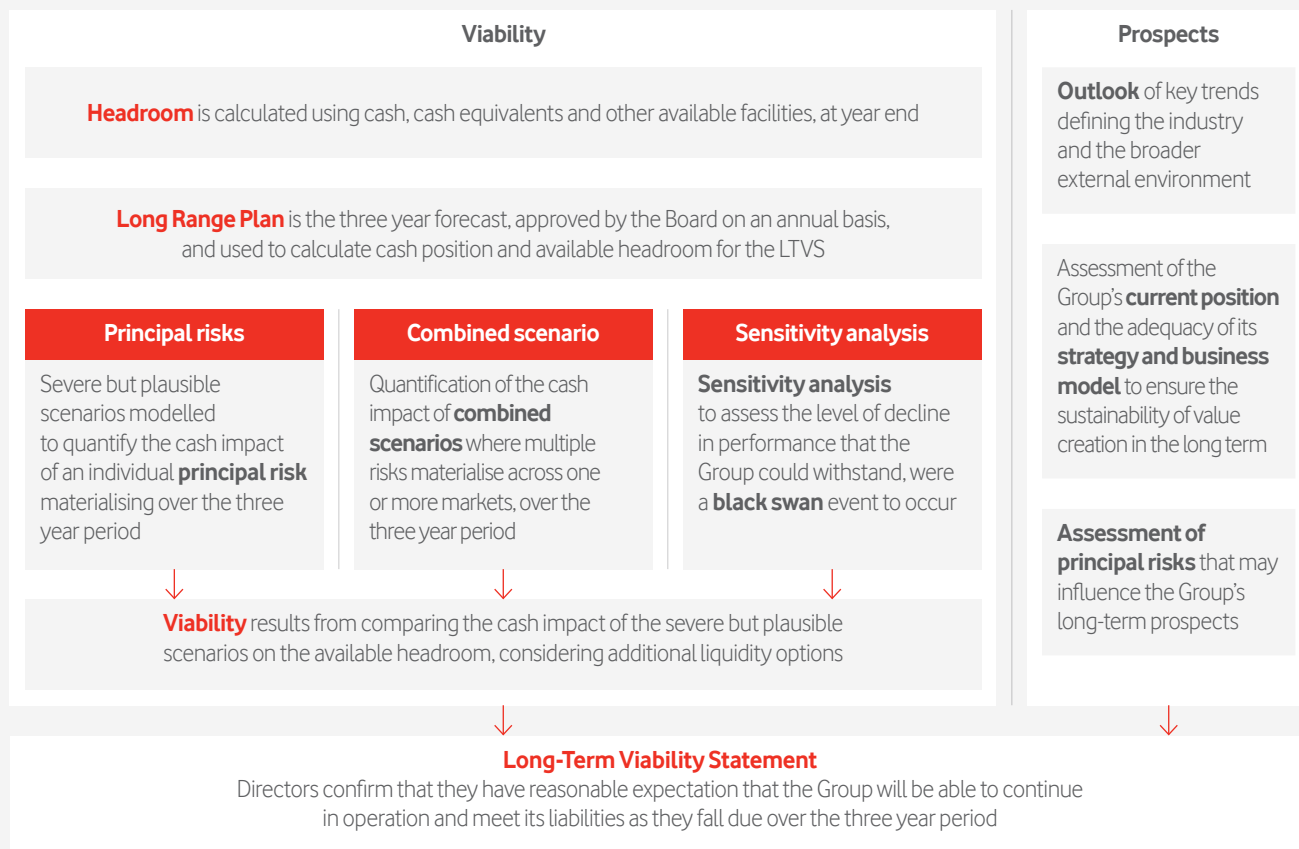 Viability
Headroom is calculated using cash, cash equivalents and other available facilities, at year end
Long Range Plan is the three year forecast, approved by the Board on an annual basis,
and used to calculate cash position and available headroom for the LTVS
Principal risks
Severe but plausible
scenarios modelled
to quantify the cash impact
of an individual principal risk
materialising over the three
year period
Combined scenario
Quantification of the cash
impact of combined
scenarios where multiple
risks materialise across one
or more markets, over the
three year period
Sensitivity analysis
Sensitivity analysis
to assess the level of decline
in performance that the
Group could withstand, were
a black swan event to occur
Viability results from comparing the cash impact of the severe but plausible
scenarios on the available headroom, considering additional liquidity options
Prospects
Outlook of key trends
defining the industry
and the broader
external environment
Assessment of the
Group's current position
and the adequacy of its
strategy and business
model to ensure the
sustainability of value
creation in the long term
Assessment of
principal risks that may
influence the Group's
long-term prospects
Long-Term Viability Statement
Directors confirm that they have reasonable expectation that the Group will be able to continue
in operation and meet its liabilities as they fall due over the three year period